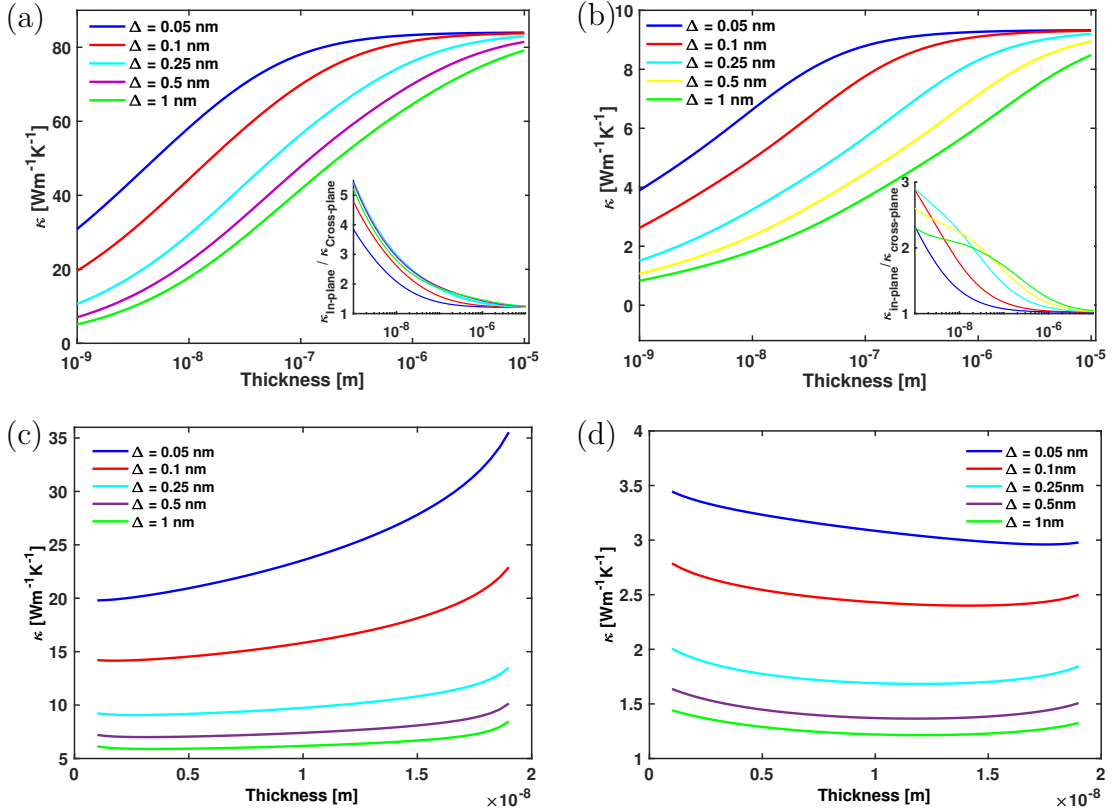 (a)
Δ = 0.05 nm
Δ = 0.1 nm
Δ = 0.25 nm
Δ = 0.5 nm
Δ = 1 nm
κ [Wm⁻¹K⁻¹]
80
60
40
20
0
10⁻⁹
10⁻⁸
10⁻⁷
10⁻⁶
10⁻⁵
Thickness [m]
κ_In-plane / κ_Cross-plane
5
4
3
2
1
10⁻⁸
10⁻⁶
(b)
Δ = 0.05 nm
Δ = 0.1 nm
Δ = 0.25 nm
Δ = 0.5 nm
Δ = 1 nm
κ [Wm⁻¹K⁻¹]
10
8
6
4
2
0
10⁻⁹
10⁻⁸
10⁻⁷
10⁻⁶
10⁻⁵
Thickness [m]
κ_in-plane/κ_cross-plane
3
2
1
10⁻⁸
10⁻⁶
(c)
Δ = 0.05 nm
Δ = 0.1 nm
Δ = 0.25 nm
Δ = 0.5 nm
Δ = 1 nm
κ [Wm⁻¹K⁻¹]
35
30
25
20
15
10
5
0
0.5
1
1.5
2
×10⁻⁸
Thickness [m]
(d)
Δ = 0.05 nm
Δ = 0.1nm
Δ = 0.25nm
Δ = 0.5nm
Δ = 1nm
κ [Wm⁻¹K⁻¹]
4
3.5
3
2.5
2
1.5
1
0
0.5
1
1.5
2
×10⁻⁸
Thickness [m]